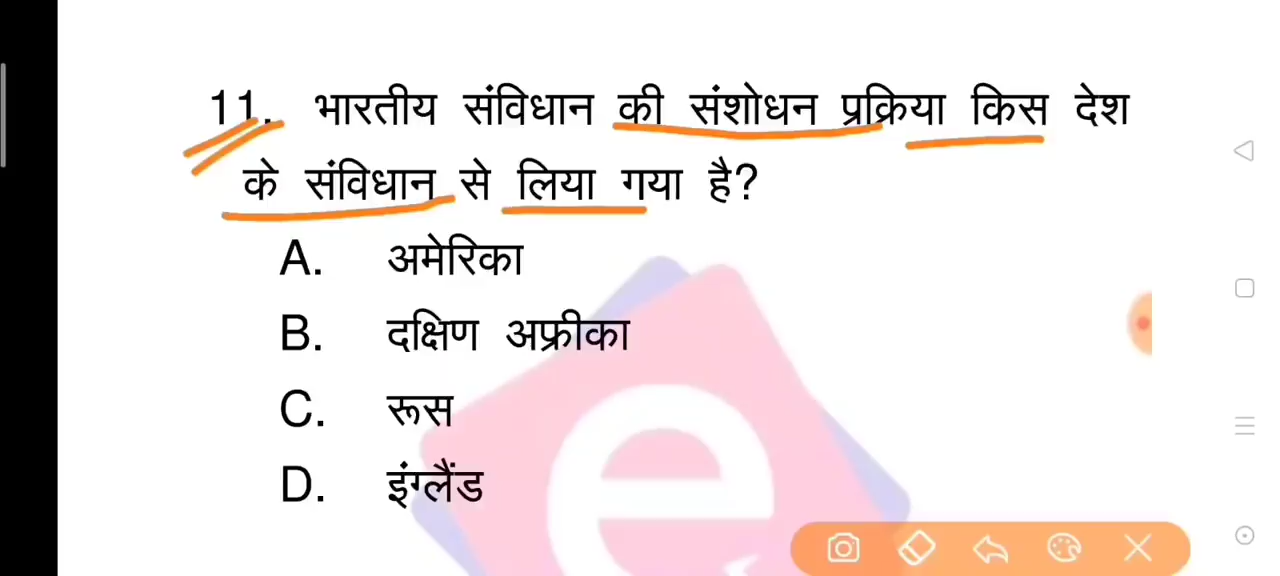 11. भारतीय संविधान की संशोधन प्रक्रिया किस देश
के संविधान से लिया गया है?
A. अमेरिका
B. दक्षिण अफ्रीका
C. रूस
D. इंग्लैंड
e